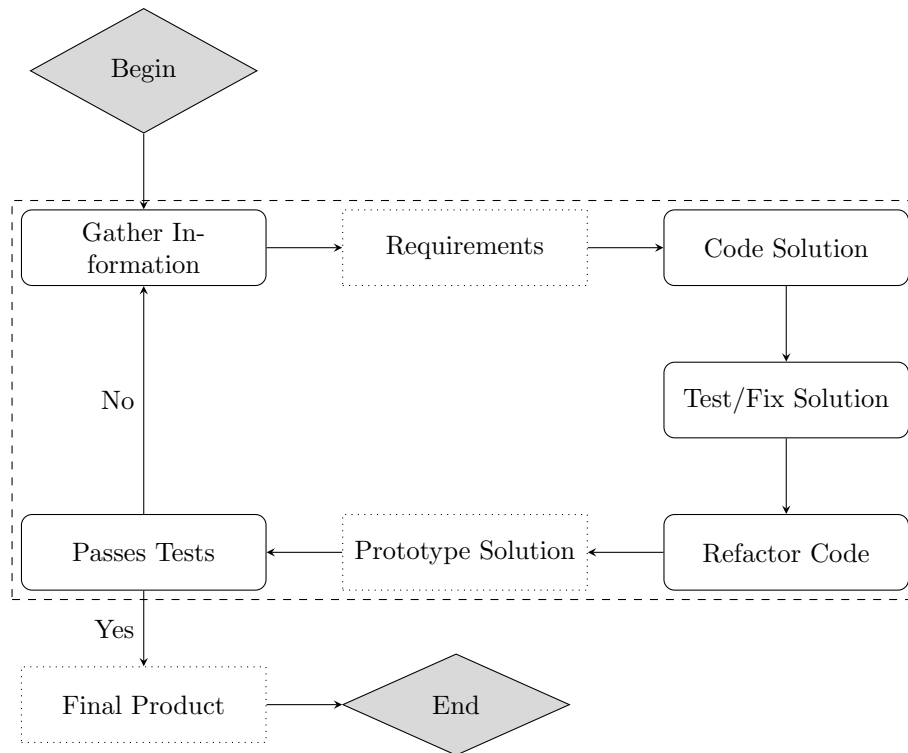 Begin
Gather In-
formation
Requirements
Code Solution
No
Test/Fix Solution
Passes Tests
Prototype Solution
Refactor Code
Yes
Final Product
End